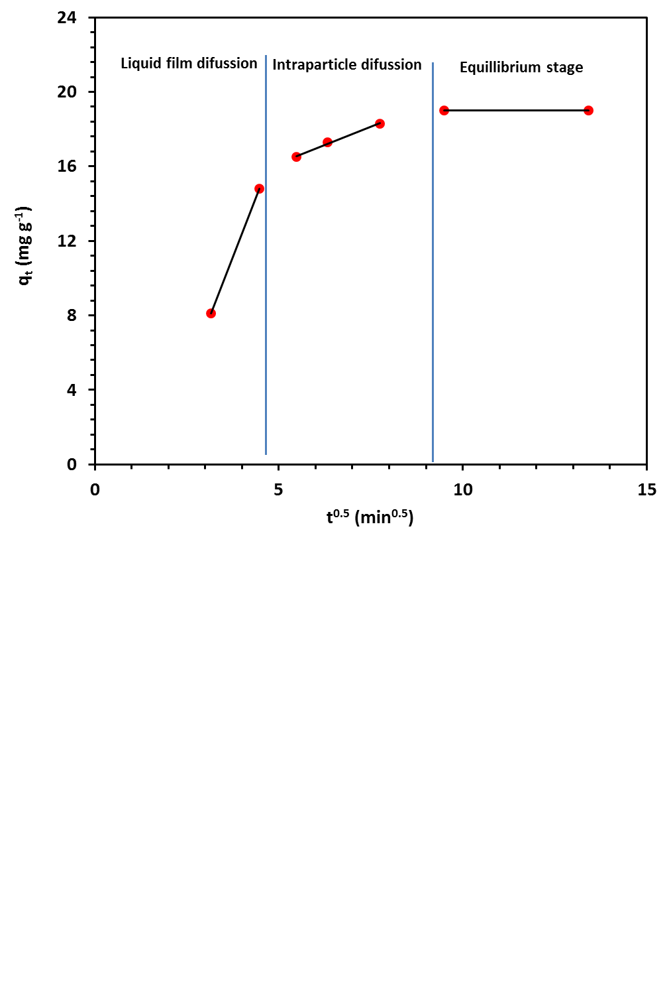 24
Liquid film difussion
Intraparticle difussion
Equillibrium stage
20
16
12
8
4
0
qt (mg g-1)
0 5 10 15
t0.5 (min0.5)